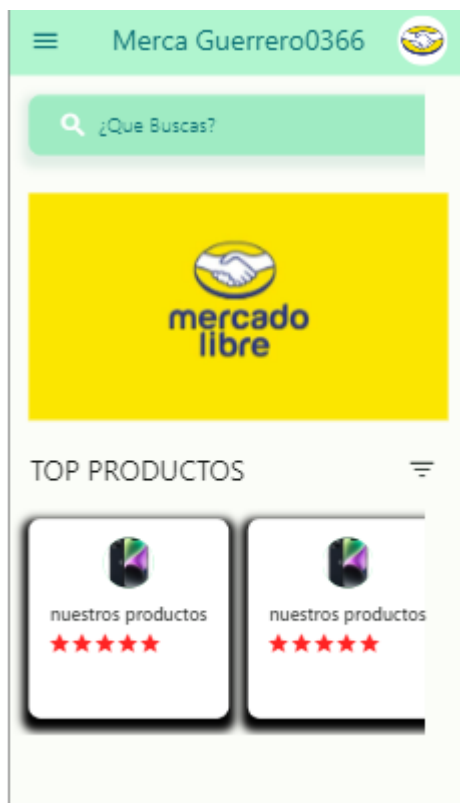 Merca Guerrero0366
¿Que Buscas?
mercado
libre
TOP PRODUCTOS
nuestros productos
nuestros productos